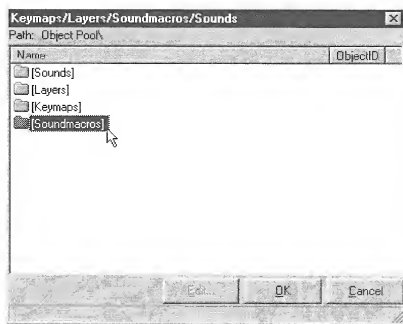 Keymaps/Layers/Soundmacros/Sounds
Path: Object Pool\
Name ObjectID
[Sounds]
[Layers]
[Keymaps]
[Soundmacros]
Edit... OK Cancel